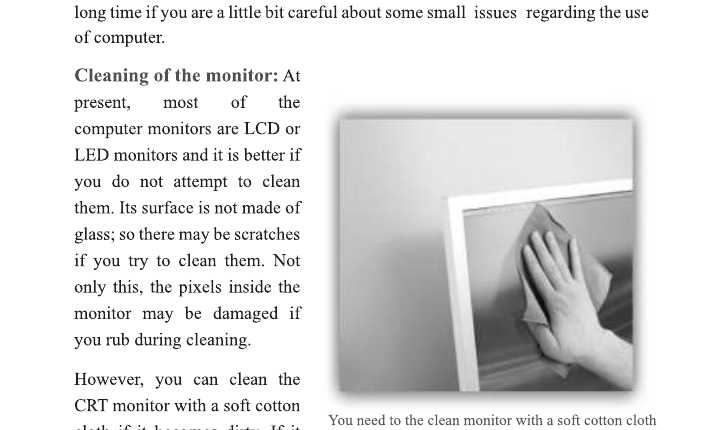 long time if you are a little bit careful about some small issues regarding the use
of computer.
Cleaning of the monitor: At
present, most of the
computer monitors are LCD or
LED monitors and it is better if
you do not attempt to clean
them. Its surface is not made of
glass; so there may be scratches
if you try to clean them. Not
only this, the pixels inside the
monitor may be damaged if
you rub during cleaning.
However, you can clean the
CRT monitor with a soft cotton
You need to the clean monitor with a soft cotton cloth